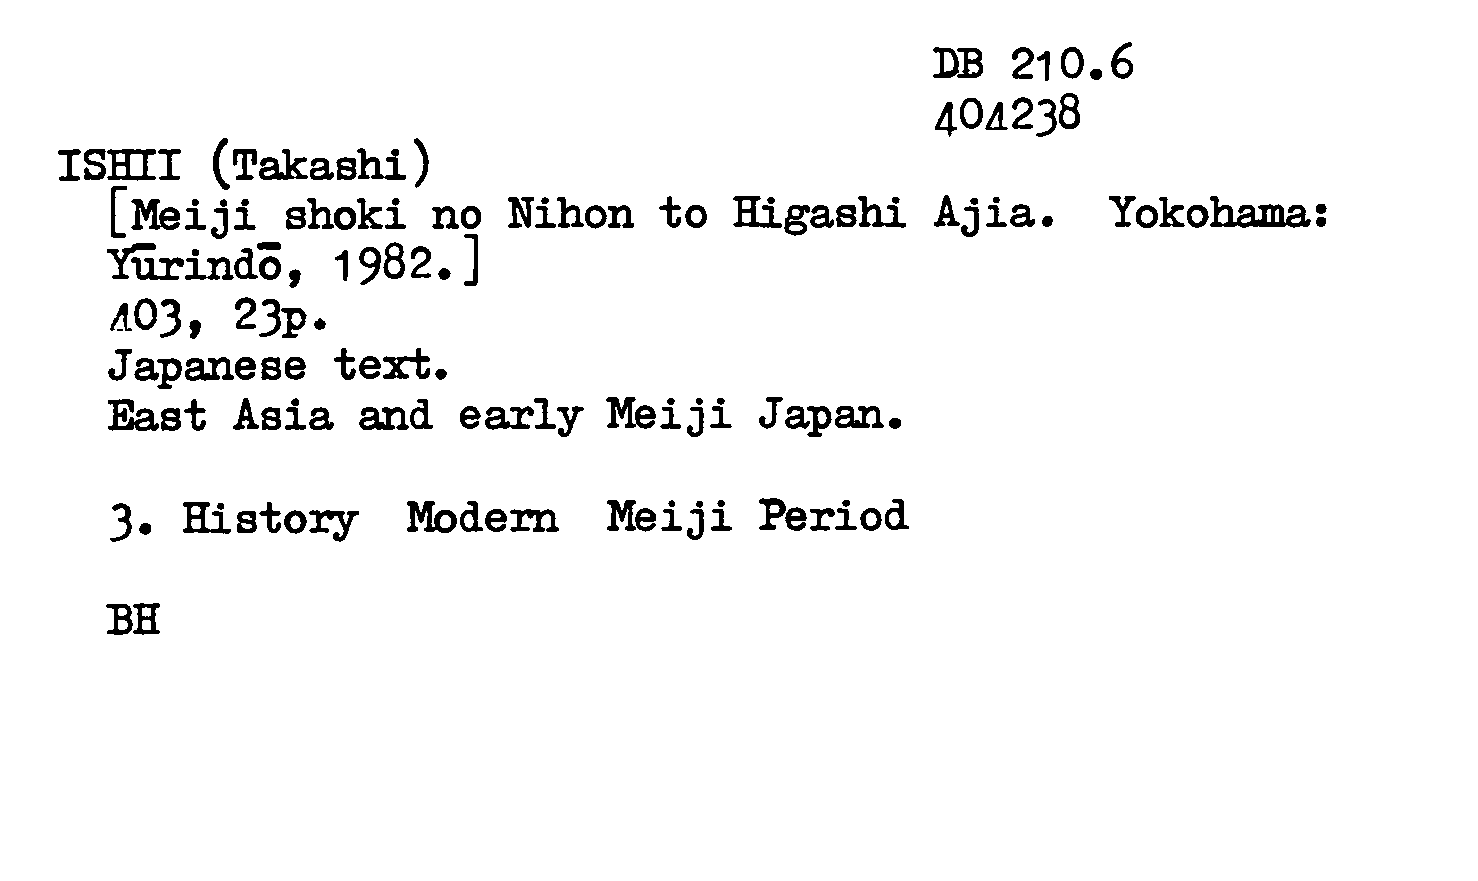 DB 210.6
404238
ISHII (Takashi)
[Meiji shoki no Nihon to Higashi Ajia. Yokohama:
Yūrindō, 1982.]
403, 23p.
Japanese text.
East Asia and early Meiji Japan.
3. History Modern Meiji Period
BH